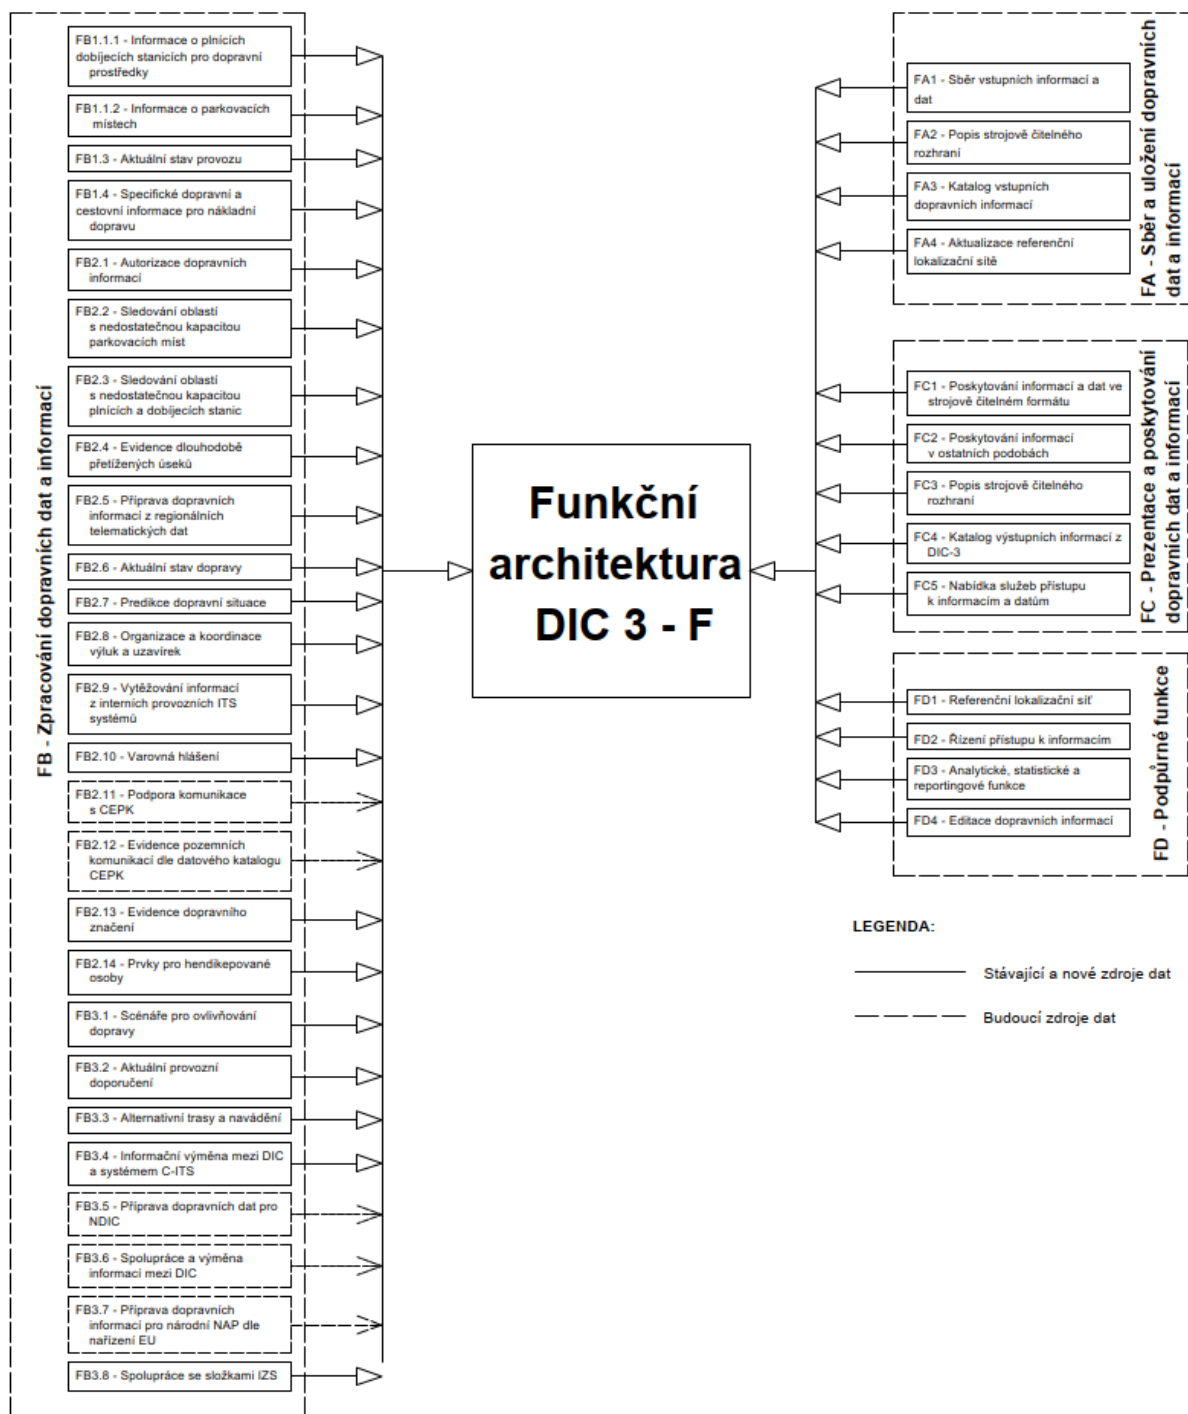 FB - Zpracování dopravních dat a informací
FB1.1.1 - Informace o plnících
dobíjecích stanicích pro dopravní
prostředky
FB1.1.2 - Informace o parkovacích
místech
FB1.3 - Aktuální stav provozu
FB1.4 - Specifické dopravní a
cestovní informace pro nákladní
dopravu
FB2.1 - Autorizace dopravních
informací
FB2.2 - Sledování oblastí
s nedostatečnou kapacitou
parkovacích míst
FB2.3 - Sledování oblastí
s nedostatečnou kapacitou
plnících a dobíjecích stanic
FB2.4 - Evidence dlouhodobě
přetížených úseků
FB2.5 - Příprava dopravních
informací z regionálních
telematických dat
FB2.6 - Aktuální stav dopravy
FB2.7 - Predikce dopravní situace
FB2.8 - Organizace a koordinace
výluk a uzavírek
FB2.9 - Vytěžování informací
z interních provozních ITS
systémů
FB2.10 - Varovná hlášení
FB2.11 - Podpora komunikace
s CEPK
FB2.12 - Evidence pozemních
komunikací dle datového katalogu
CEPK
FB2.13 - Evidence dopravního
značení
FB2.14 - Prvky pro hendikepované
osoby
FB3.1 - Scénáře pro ovlivňování
dopravy
FB3.2 - Aktuální provozní
doporučení
FB3.3 - Alternativní trasy a navádění
FB3.4 - Informační výměna mezi DIC
a systémem C-ITS
FB3.5 - Příprava dopravních dat pro
NDIC
FB3.6 - Spolupráce a výměna
informací mezi DIC
FB3.7 - Příprava dopravních
informací pro národní NAP dle
nařízení EU
FB3.8 - Spolupráce se složkami IZS
Funkční
architektura
DIC 3 - F
FA1 - Sběr vstupních informací a
dat
FA2 - Popis strojově čitelného
rozhraní
FA3 - Katalog vstupních
dopravních informací
FA4 - Aktualizace referenční
lokalizační sítě
FA - Sběr a uložení dopravních
dat a informací
FC1 - Poskytování informací a dat ve
strojově čitelném formátu
FC2 - Poskytování informací
v ostatních podobách
FC3 - Popis strojově čitelného
rozhraní
FC4 - Katalog výstupních informací z
DIC-3
FC5 - Nabídka služeb přístupu
k informacím a datům
FC - Prezentace a poskytování
dopravních dat a informací
FD1 - Referenční lokalizační síť
FD2 - Řízení přístupu k informacím
FD3 - Analytické, statistické a
reportingové funkce
FD4 - Editace dopravních informací
FD - Podpůrné funkce
LEGENDA:
Stávající a nové zdroje dat
Budoucí zdroje dat